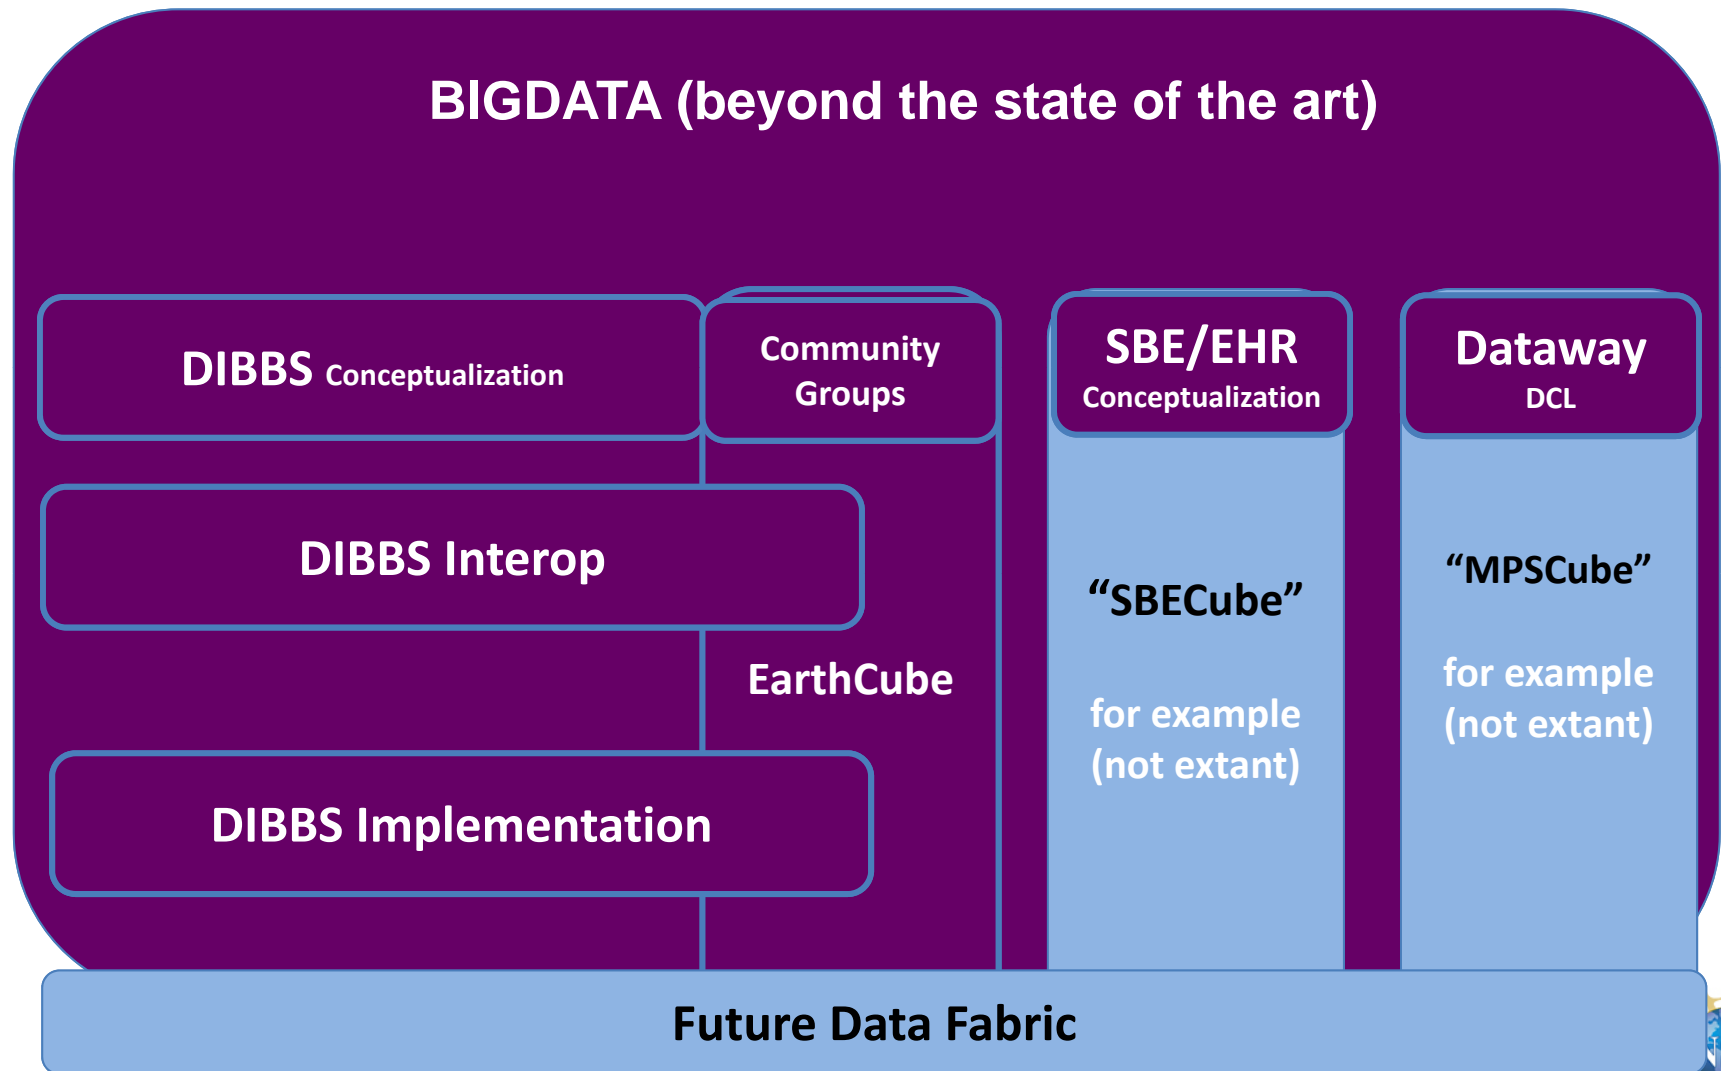 BIGDATA (beyond the state of the art)
DIBBS Conceptualization
Community
Groups
SBE/EHR
Conceptualization
Dataway
DCL
DIBBS Interop
EarthCube
DIBBS Implementation
“SBECube”
for example
(not extant)
“MPSCube”
for example
(not extant)
Future Data Fabric